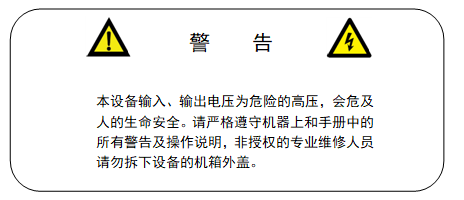 警 告
本设备输入、输出电压为危险的高压，会危及
人的生命安全。请严格遵守机器上和手册中的
所有警告及操作说明，非授权的专业维修人员
请勿拆下设备的机箱外盖。